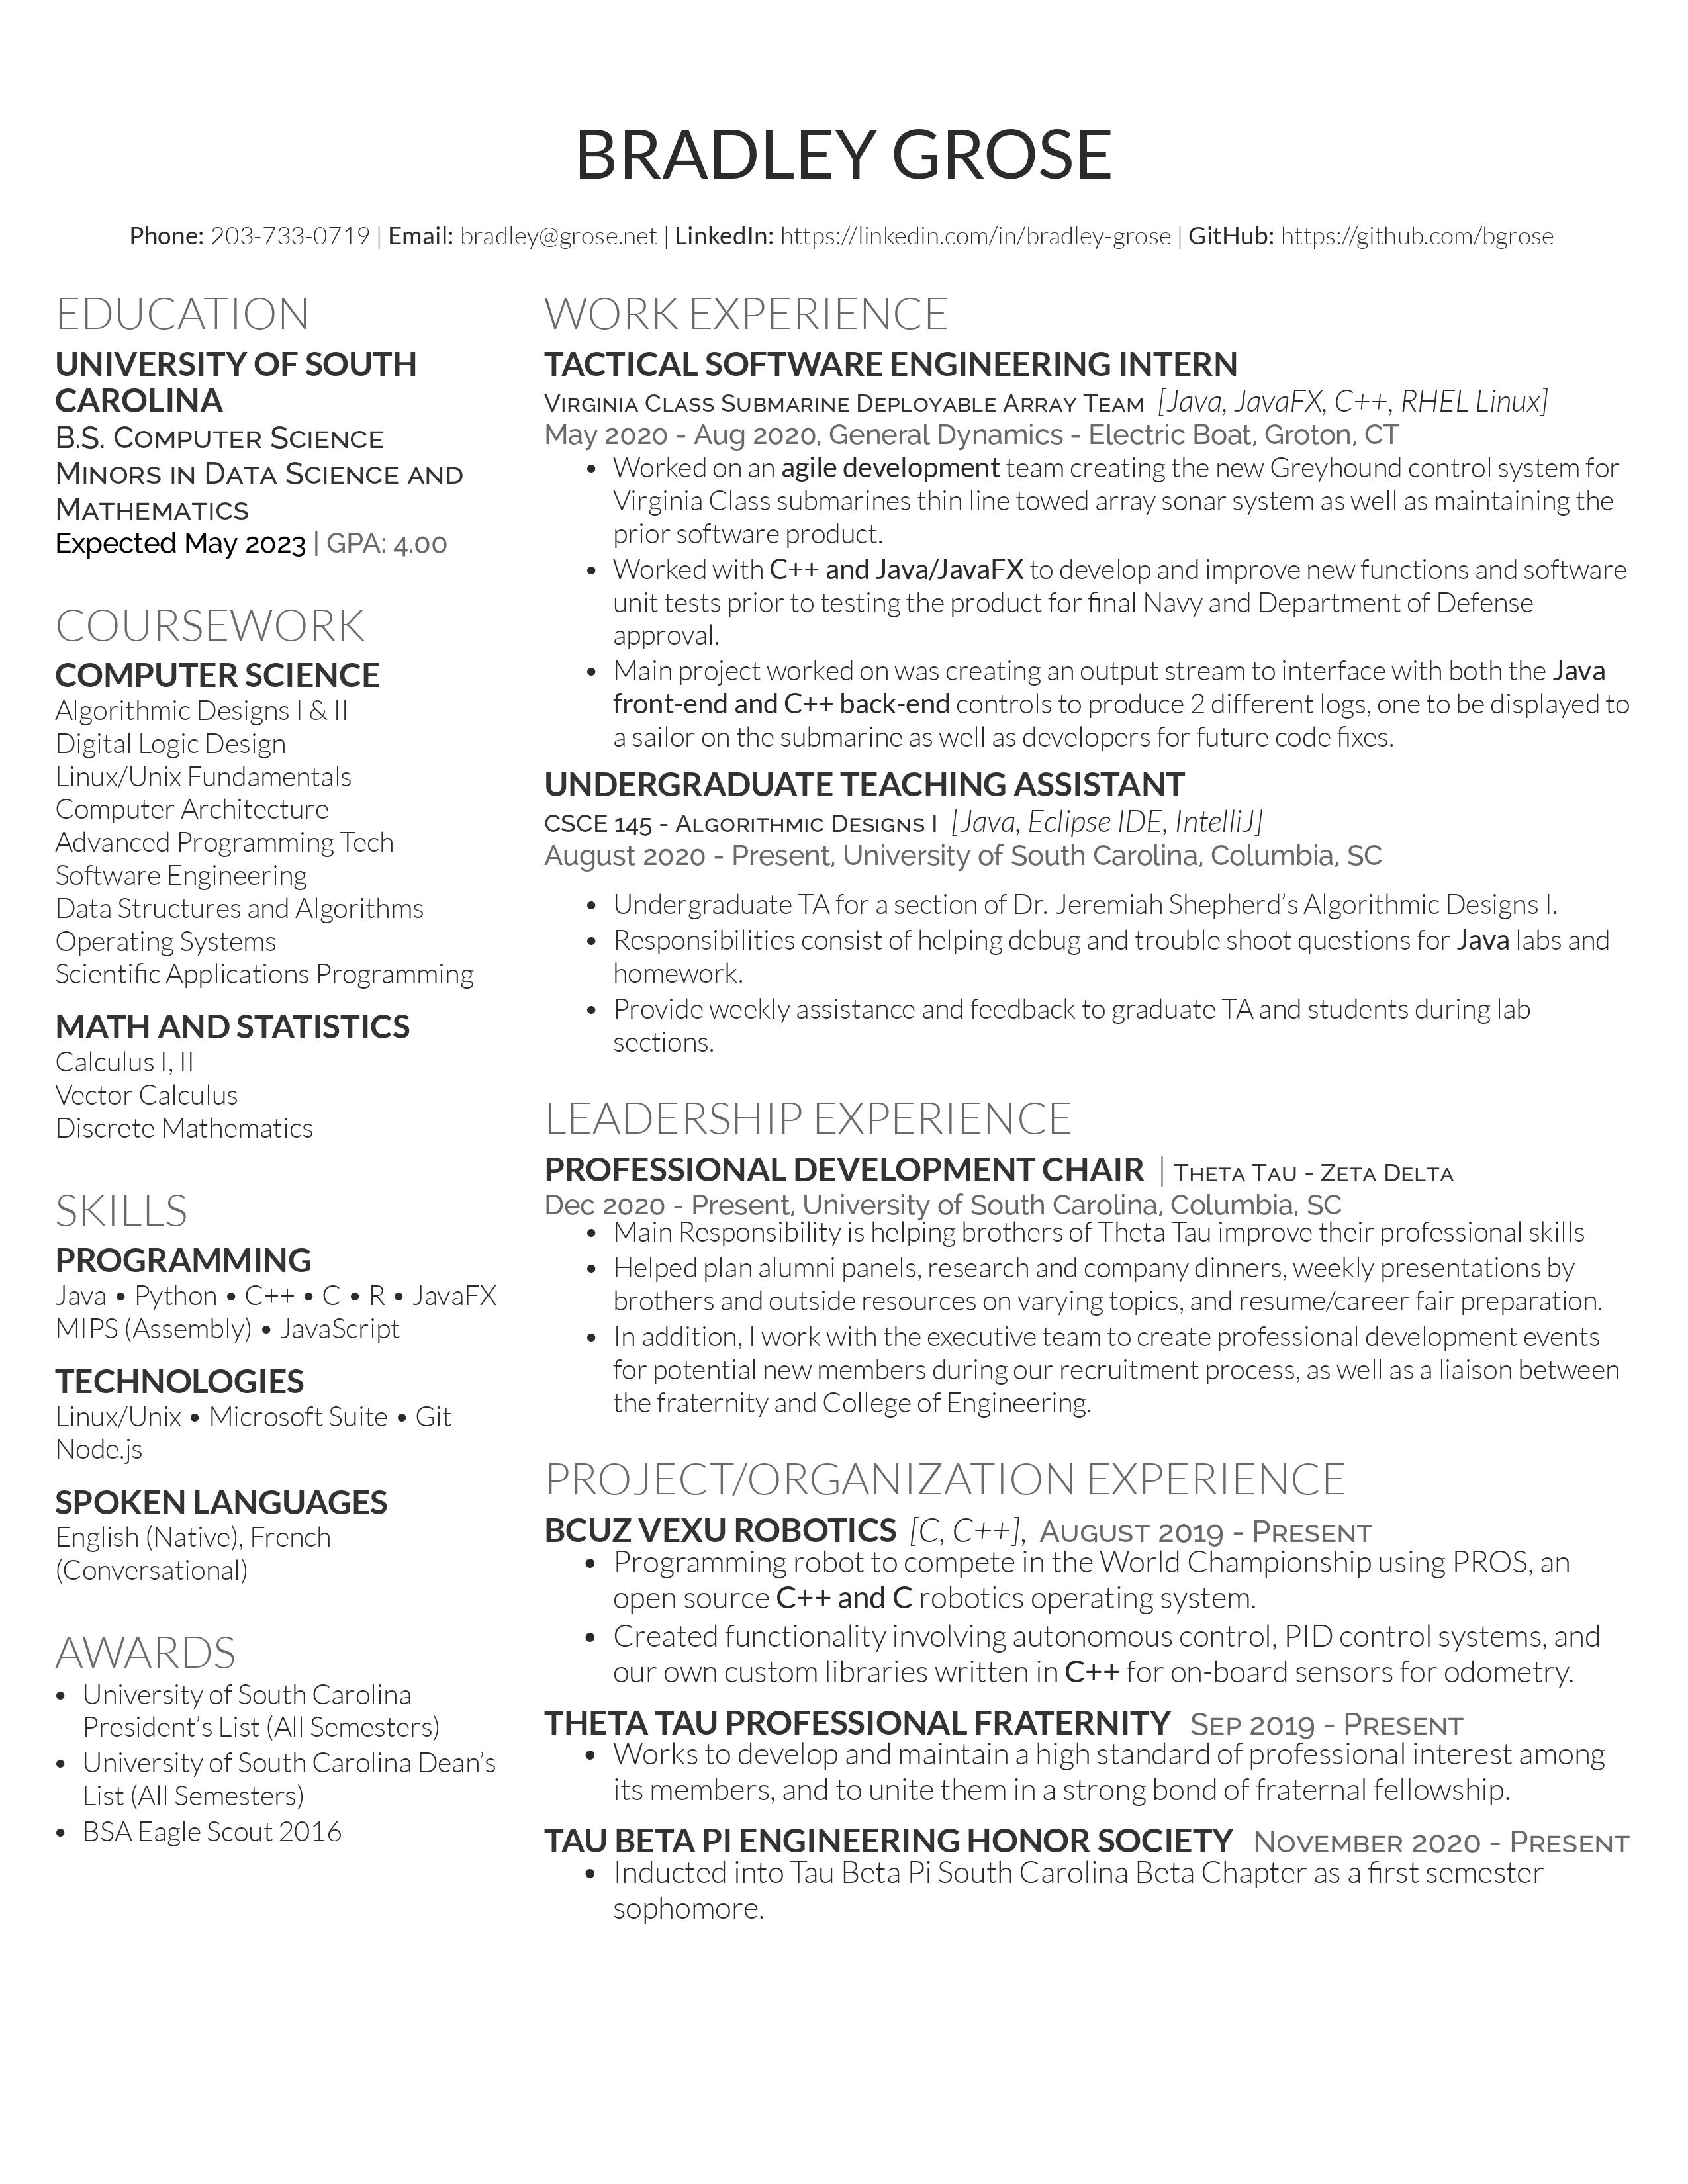 BRADLEY GROSE
Phone: 203-733-0719 | Email: bradley@grose.net | LinkedIn: https://linkedin.com/in/bradley-grose | GitHub: https://github.com/bgrose
EDUCATION
UNIVERSITY OF SOUTH
CAROLINA
B.S. Computer Science
Minors in Data Science and
Mathematics
Expected May 2023 | GPA: 4.00
COURSEWORK
COMPUTER SCIENCE
Algorithmic Designs I & II
Digital Logic Design
Linux/Unix Fundamentals
Computer Architecture
Advanced Programming Tech
Software Engineering
Data Structures and Algorithms
Operating Systems
Scientific Applications Programming
MATH AND STATISTICS
Calculus I, II
Vector Calculus
Discrete Mathematics
SKILLS
PROGRAMMING
Java • Python • C++ • C • R • JavaFX
MIPS (Assembly) • JavaScript
TECHNOLOGIES
Linux/Unix • Microsoft Suite • Git
Node.js
SPOKEN LANGUAGES
English (Native), French
(Conversational)
AWARDS
• University of South Carolina
President's List (All Semesters)
• University of South Carolina Dean's
List (All Semesters)
• BSA Eagle Scout 2016
WORK EXPERIENCE
TACTICAL SOFTWARE ENGINEERING INTERN
Virginia Class Submarine Deployable Array Team [Java, JavaFX, C++, RHEL Linux]
May 2020 - Aug 2020, General Dynamics - Electric Boat, Groton, CT
• Worked on an agile development team creating the new Greyhound control system for
Virginia Class submarines thin line towed array sonar system as well as maintaining the
prior software product.
• Worked with C++ and Java/JavaFX to develop and improve new functions and software
unit tests prior to testing the product for final Navy and Department of Defense
approval.
• Main project worked on was creating an output stream to interface with both the Java
front-end and C++ back-end controls to produce 2 different logs, one to be displayed to
a sailor on the submarine as well as developers for future code fixes.
UNDERGRADUATE TEACHING ASSISTANT
CSCE 145 - Algorithmic Designs I [Java, Eclipse IDE, IntelliJ]
August 2020 - Present, University of South Carolina, Columbia, SC
• Undergraduate TA for a section of Dr. Jeremiah Shepherd's Algorithmic Designs I.
• Responsibilities consist of helping debug and trouble shoot questions for Java labs and
homework.
• Provide weekly assistance and feedback to graduate TA and students during lab
sections.
LEADERSHIP EXPERIENCE
PROFESSIONAL DEVELOPMENT CHAIR | Theta Tau - Zeta Delta
Dec 2020 - Present, University of South Carolina, Columbia, SC
• Main Responsibility is helping brothers of Theta Tau improve their professional skills
• Helped plan alumni panels, research and company dinners, weekly presentations by
brothers and outside resources on varying topics, and resume/career fair preparation.
• In addition, I work with the executive team to create professional development events
for potential new members during our recruitment process, as well as a liaison between
the fraternity and College of Engineering.
PROJECT/ORGANIZATION EXPERIENCE
BCUZ VEXU ROBOTICS [C, C++], August 2019 - Present
• Programming robot to compete in the World Championship using PROS, an
open source C++ and C robotics operating system.
• Created functionality involving autonomous control, PID control systems, and
our own custom libraries written in C++ for on-board sensors for odometry.
THETA TAU PROFESSIONAL FRATERNITY Sep 2019 - Present
• Works to develop and maintain a high standard of professional interest among
its members, and to unite them in a strong bond of fraternal fellowship.
TAU BETA PI ENGINEERING HONOR SOCIETY November 2020 - Present
• Inducted into Tau Beta Pi South Carolina Beta Chapter as a first semester
sophomore.